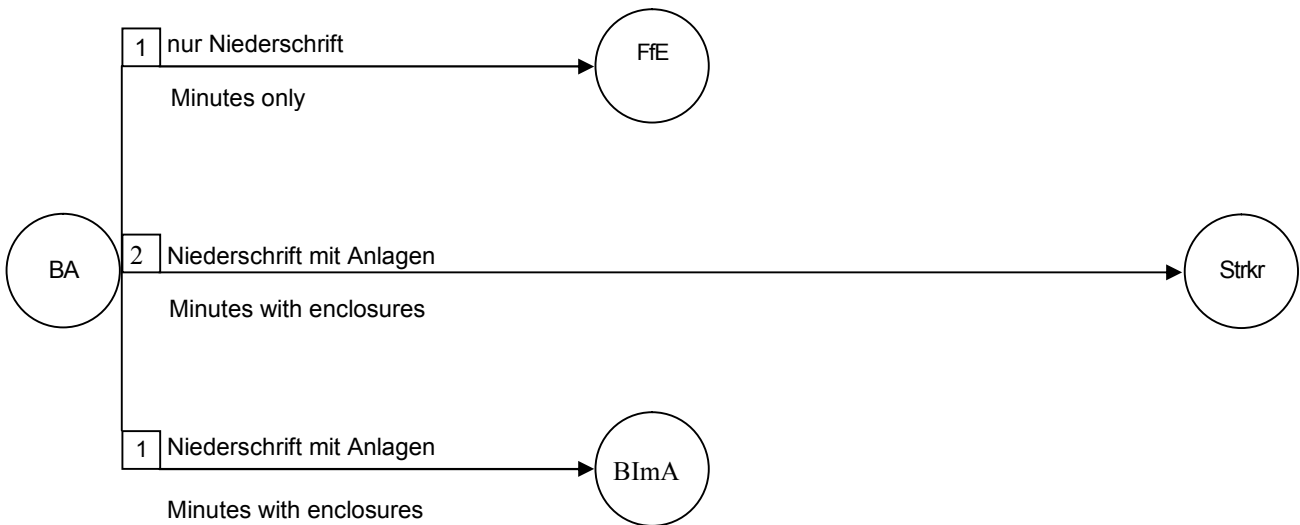 1 nur Niederschrift
FfE
Minutes only
BA
2 Niederschrift mit Anlagen
Strkr
Minutes with enclosures
1 Niederschrift mit Anlagen
BImA
Minutes with enclosures